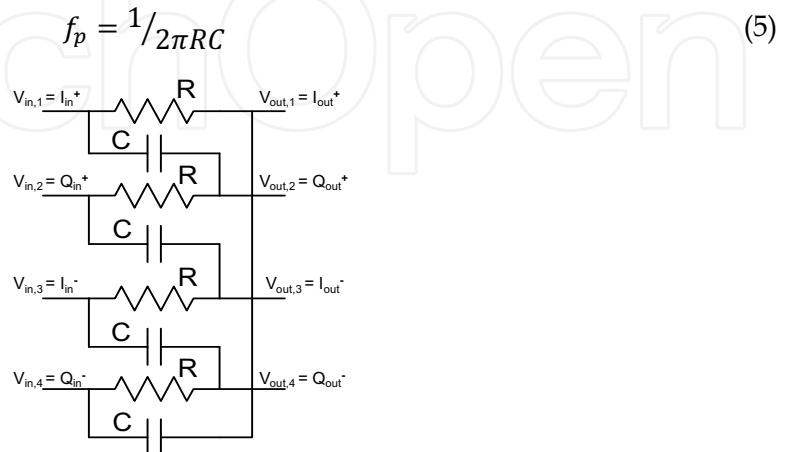 f_p = 1/2πRC (5)
R
V_in,1 = I_in^+ V_out,1 = I_out^+
C
V_in,2 = Q_in^+ R V_out,2 = Q_out^+
C
R
V_in,3 = I_in^- V_out,3 = I_out^-
C
R
V_in,4 = Q_in^- V_out,4 = Q_out^-
C
chOpen